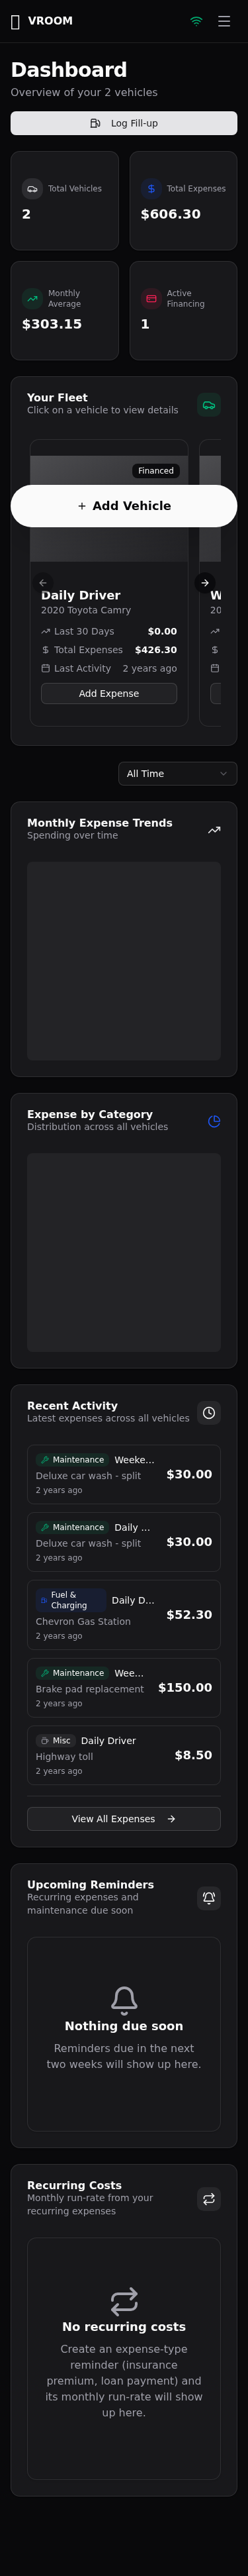 VROOM
Dashboard
Overview of your 2 vehicles
Log Fill-up
Total Vehicles
2
Total Expenses
$606.30
Monthly
Average
$303.15
Active
Financing
1
Your Fleet
Click on a vehicle to view details
Financed
+ Add Vehicle
Daily Driver
2020 Toyota Camry
Last 30 Days $0.00
Total Expenses $426.30
Last Activity 2 years ago
Add Expense
All Time
Monthly Expense Trends
Spending over time
Expense by Category
Distribution across all vehicles
Recent Activity
Latest expenses across all vehicles
Maintenance Weeke...
Deluxe car wash - split
2 years ago
$30.00
Maintenance Daily ...
Deluxe car wash - split
2 years ago
$30.00
Fuel &
Charging
Daily D...
Chevron Gas Station
2 years ago
$52.30
Maintenance Wee...
Brake pad replacement
2 years ago
$150.00
Misc Daily Driver
Highway toll
2 years ago
$8.50
View All Expenses
Upcoming Reminders
Recurring expenses and
maintenance due soon
Nothing due soon
Reminders due in the next
two weeks will show up here.
Recurring Costs
Monthly run-rate from your
recurring expenses
No recurring costs
Create an expense-type
reminder (insurance
premium, loan payment) and
its monthly run-rate will show
up here.